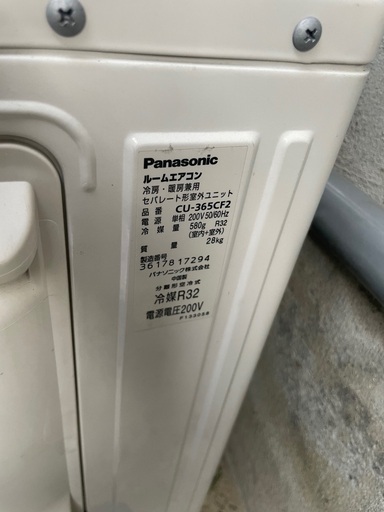 Panasonic
ルームエアコン
冷房・暖房兼用
セパレート形室外ユニット
品 番 CU-365CF2
電 源 単相 200V 50/60Hz
冷 媒 量 580g R32
(室内+室外)
質 量 28kg
製造番号
3617817294
パナソニック株式会社
中国製
分離形空冷式
冷媒R32
電源電圧200V